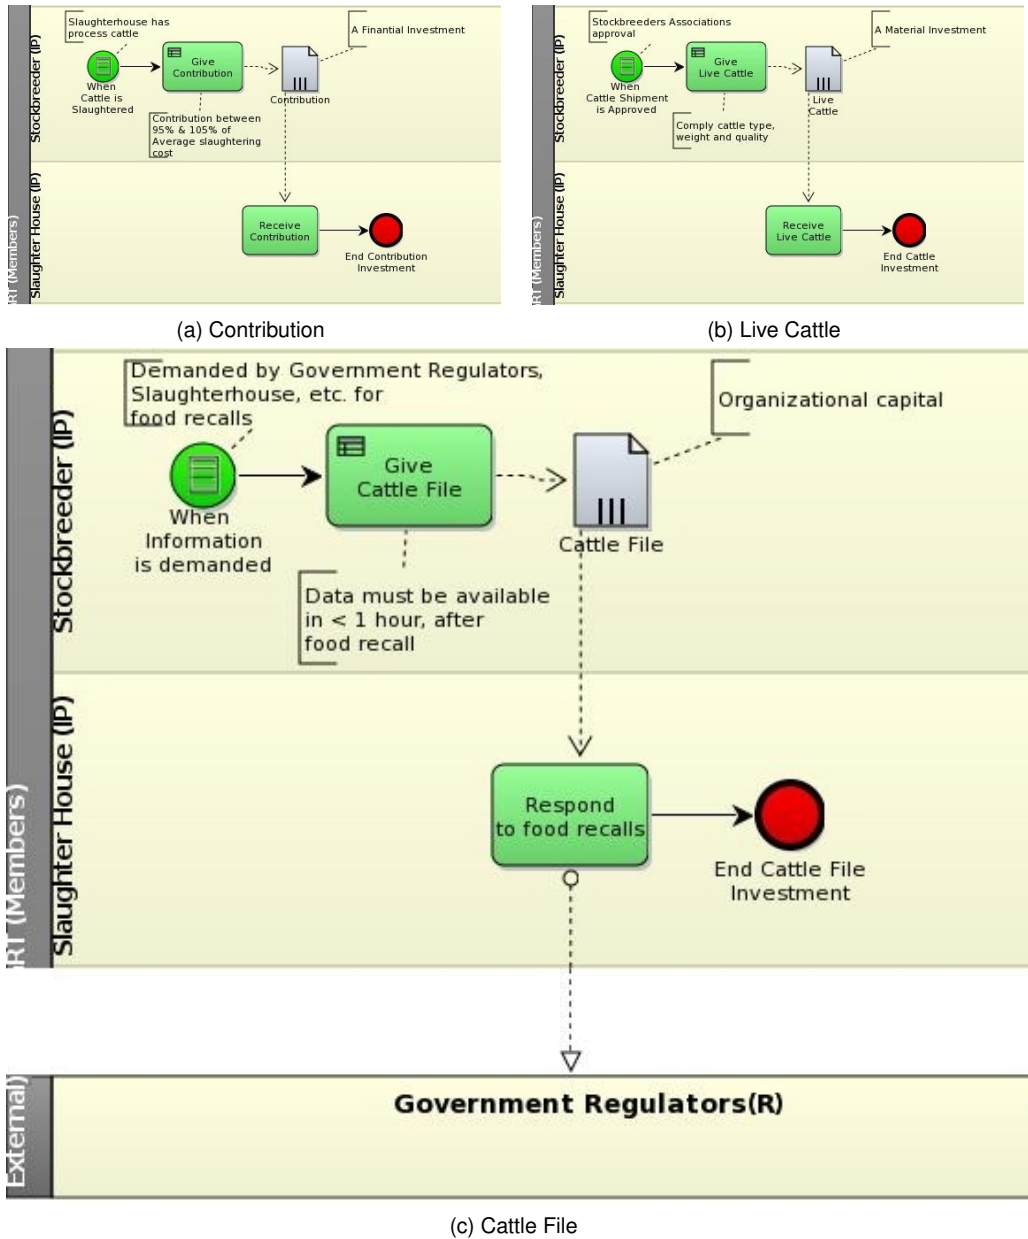 Slaughterhouse has
process cattle
A Finantial Investment
Give
Contribution
When
Cattle is
Slaughtered
Contribution
Contribution between
95% & 105% of
Average slaughtering
cost
Stockbreeder (IP)
Receive
Contribution
End Contribution
Investment
Slaughter House (IP)
RT (Members)
(a) Contribution
Stockbreeders Associations
approval
A Material Investment
Give
Live Cattle
When
Cattle Shipment
is Approved
Live
Cattle
Comply cattle type,
weight and quality
Stockbreeder (IP)
Receive
Live Cattle
End Cattle
Investment
Slaughter House (IP)
RT (Members)
(b) Live Cattle
Demanded by Government Regulators,
Slaughterhouse, etc. for
food recalls
Organizational capital
Give
Cattle File
When
Information
is demanded
Cattle File
Data must be available
in < 1 hour, after
food recall
Stockbreeder (IP)
Respond
to food recalls
End Cattle File
Investment
Slaughter House (IP)
RT (Members)
Government Regulators(R)
External)
(c) Cattle File